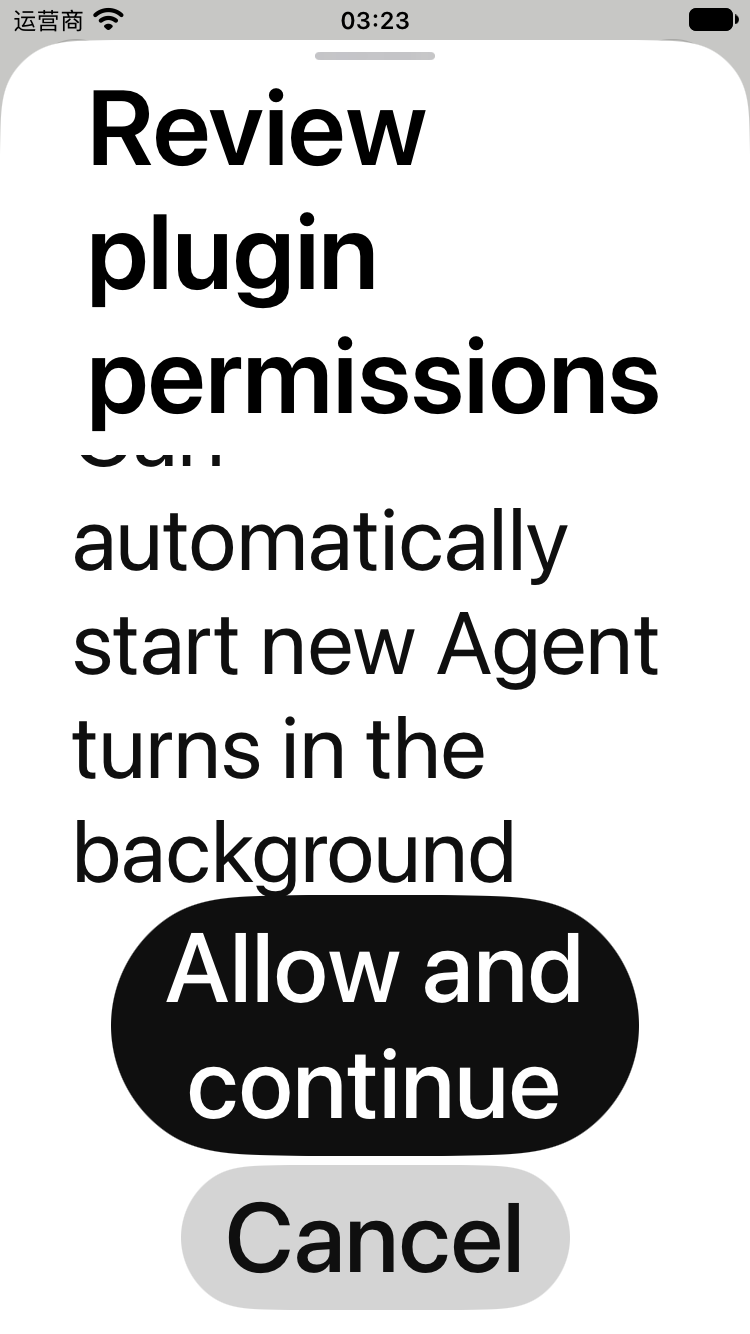 运营商
03:23
Review
plugin
permissions
automatically
start new Agent
turns in the
background
Allow and
continue
Cancel